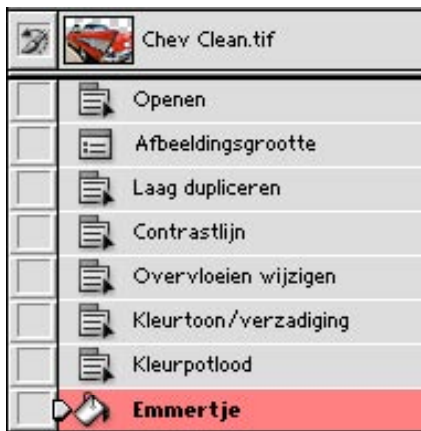 Chev Clean.tif
Openen
Afbeeldingsgrootte
Laag dupliceren
Contrastlijn
Overvloeien wijzigen
Kleurtoon/verzadiging
Kleurpotlood
Emmertje